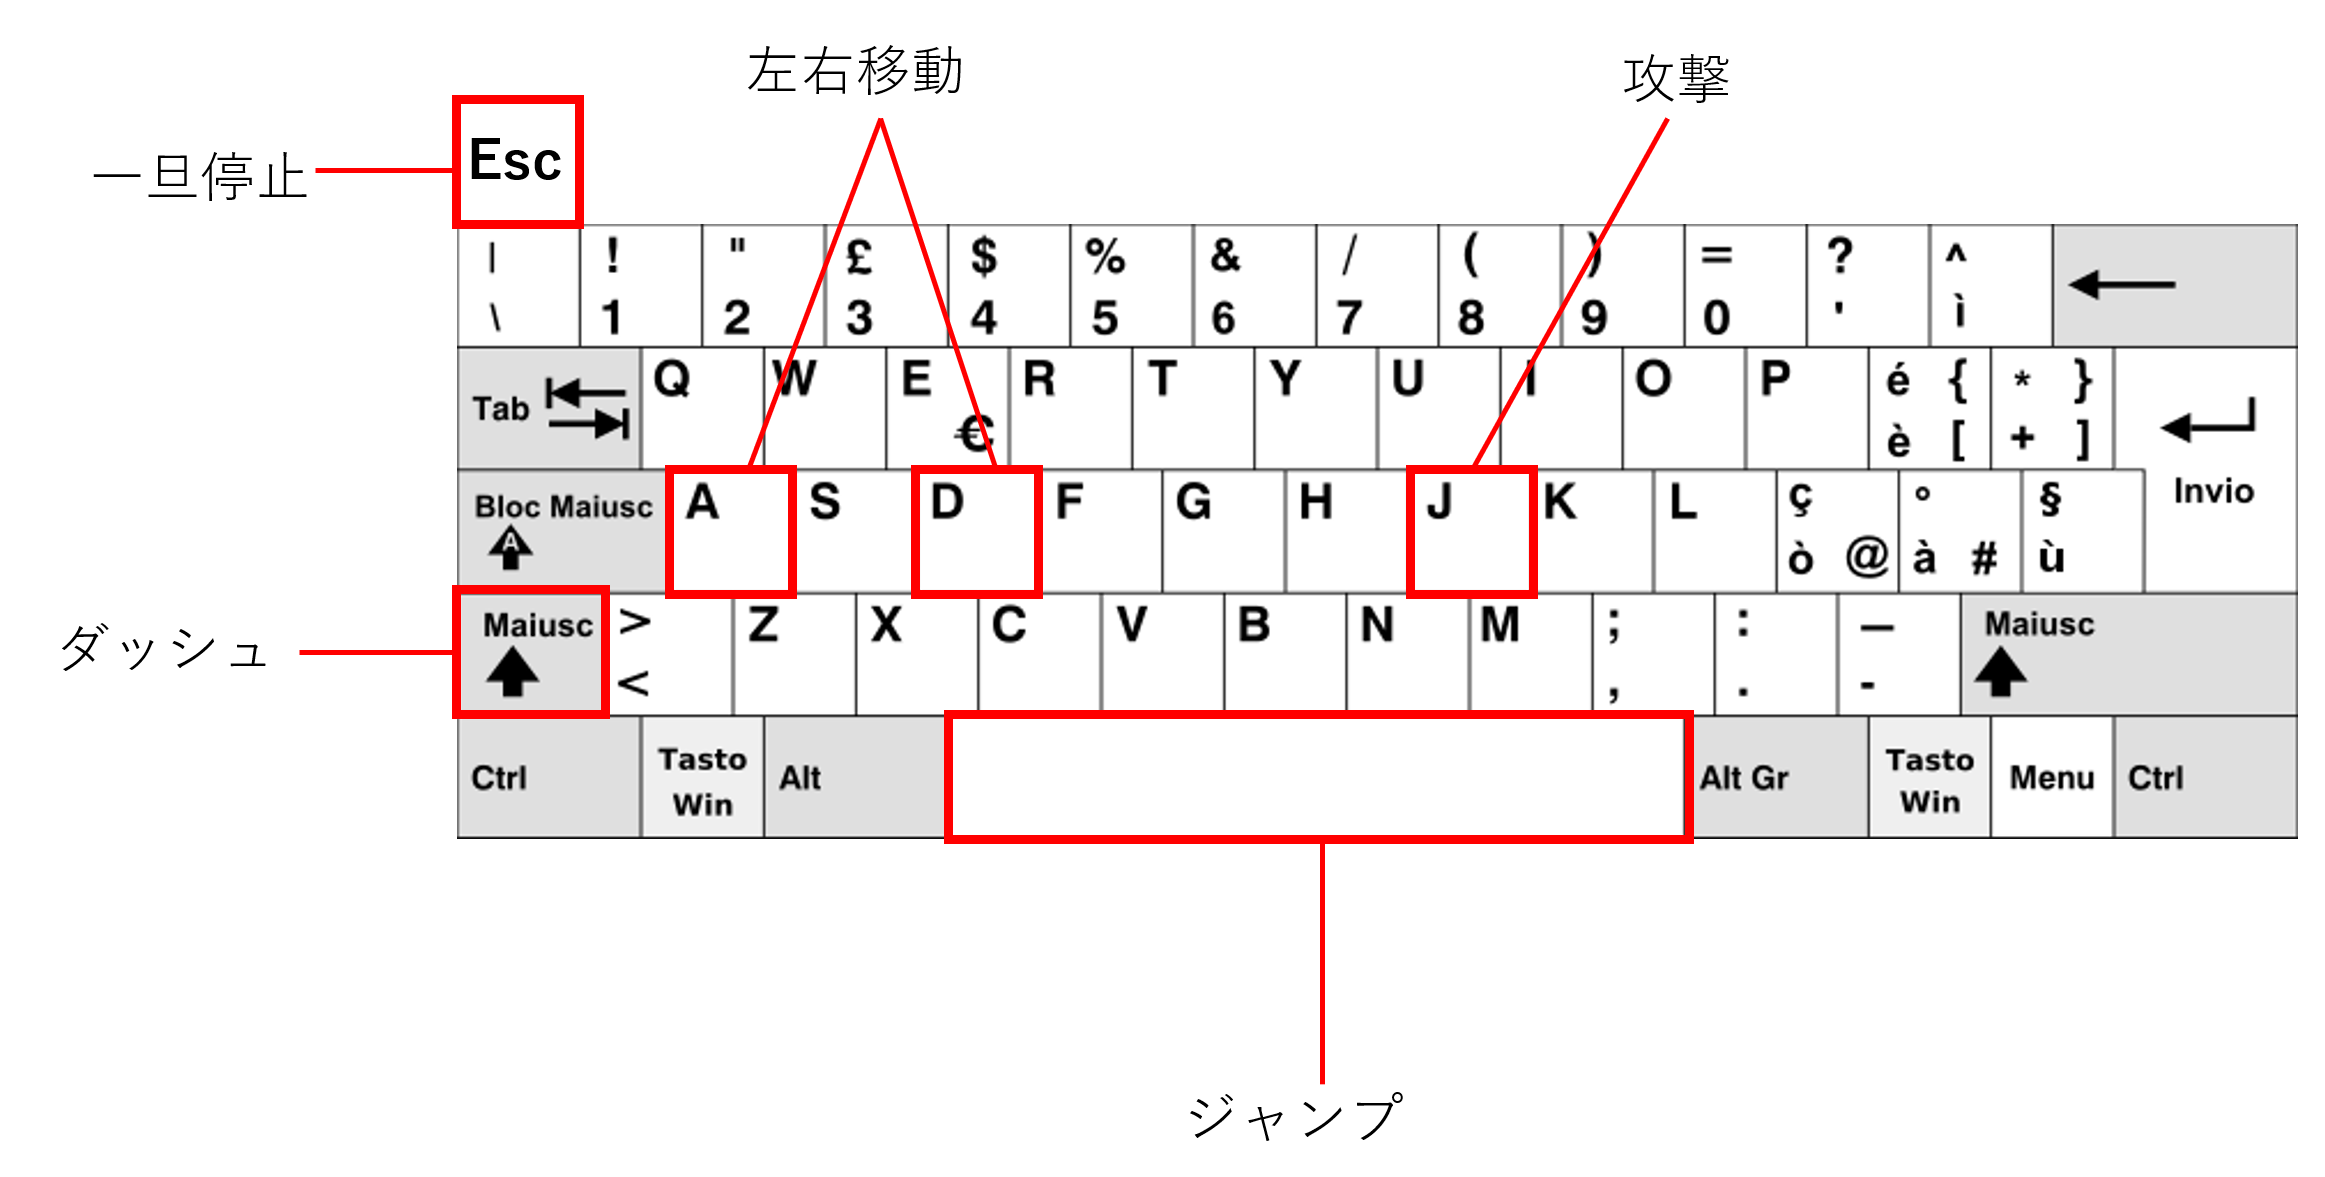 左右移動
攻撃
一旦停止
Esc
| ! " £ $ % & / ( ) = ? ^
\ 1 2 3 4 5 6 7 8 9 0 ' ì
Tab Q W E € R T Y U I O P é { è [ * } + ]
Invio
Bloc Maiusc A A S D F G H J K L ç ò @ ° à # § ù
ダッシュ
Maiusc > < Z X C V B N M ; , : . — - Maiusc
Ctrl Tasto Win Alt Alt Gr Tasto Win Menu Ctrl
ジャンプ